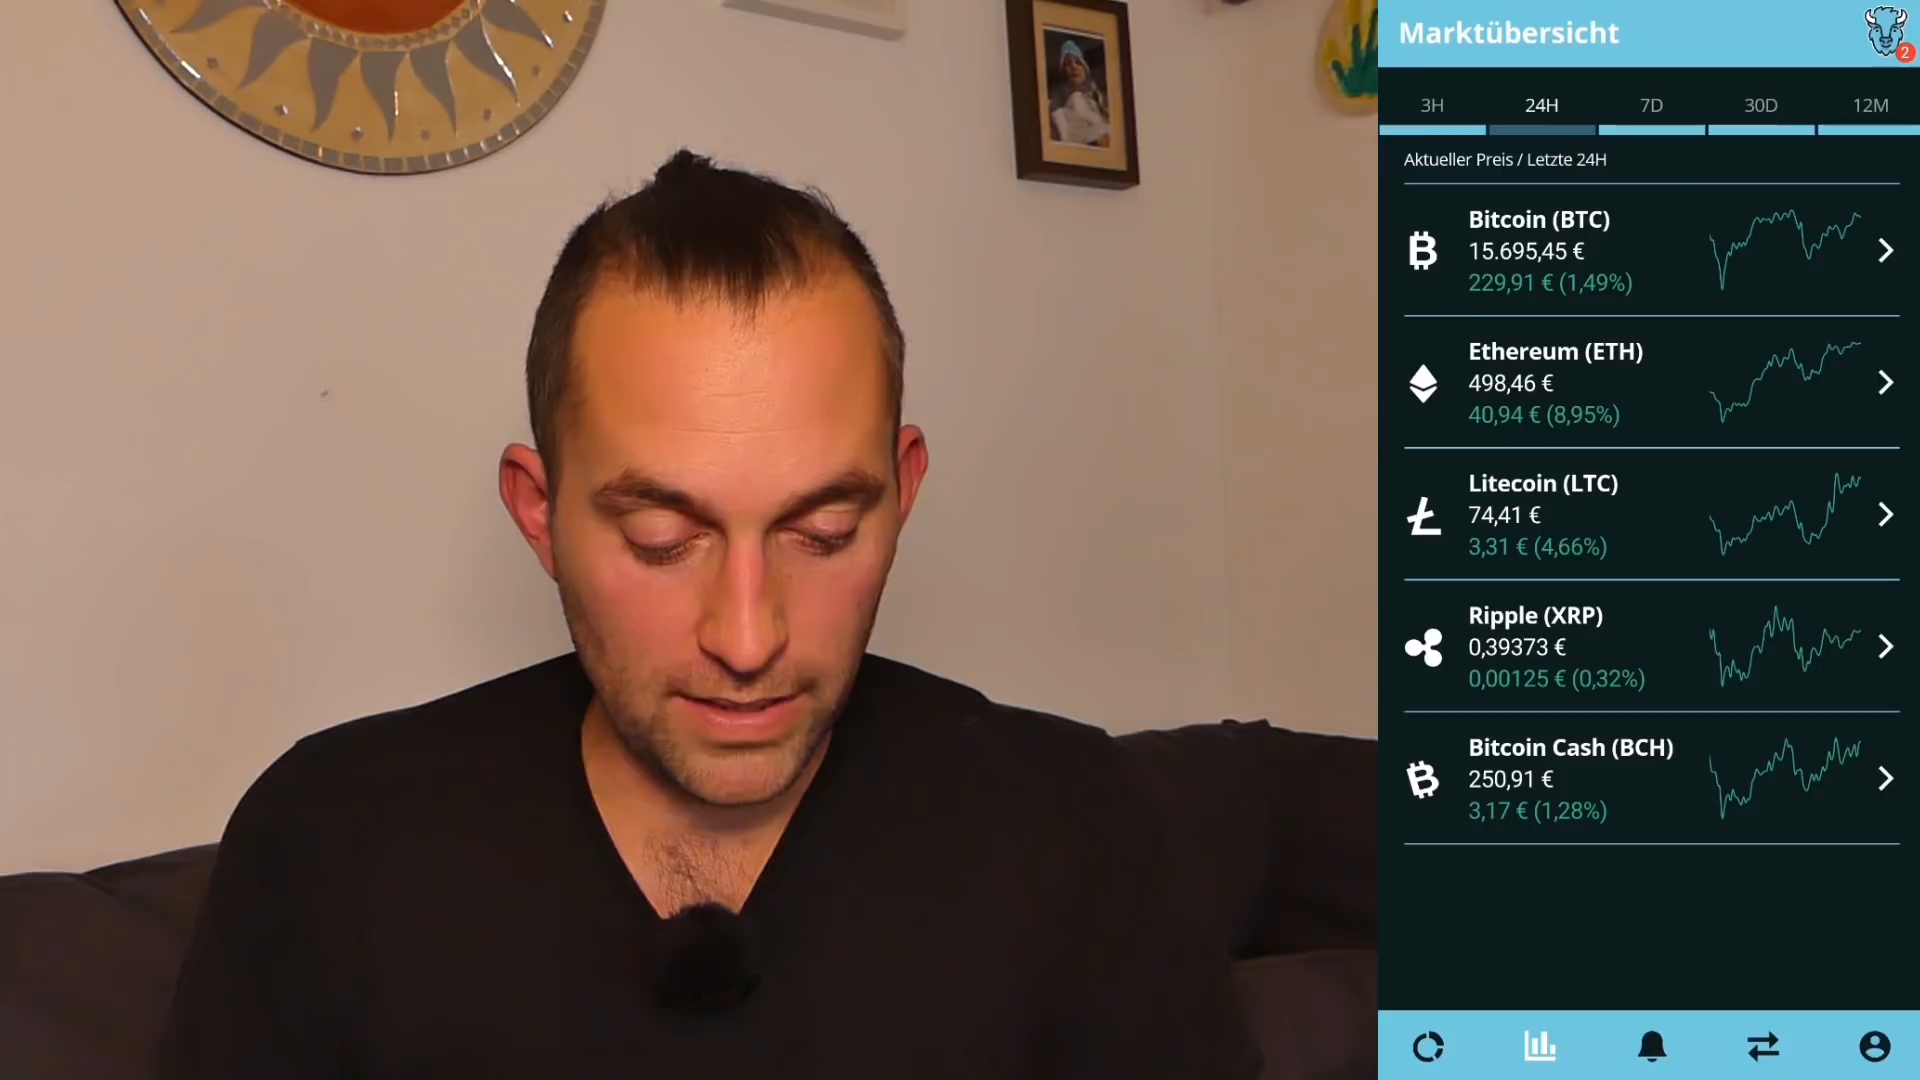 Marktübersicht
2
3H 24H 7D 30D 12M
Aktueller Preis / Letzte 24H
Bitcoin (BTC)
15.695,45 €
229,91 € (1,49%)
Ethereum (ETH)
498,46 €
40,94 € (8,95%)
Litecoin (LTC)
74,41 €
3,31 € (4,66%)
Ripple (XRP)
0,39373 €
0,00125 € (0,32%)
Bitcoin Cash (BCH)
250,91 €
3,17 € (1,28%)